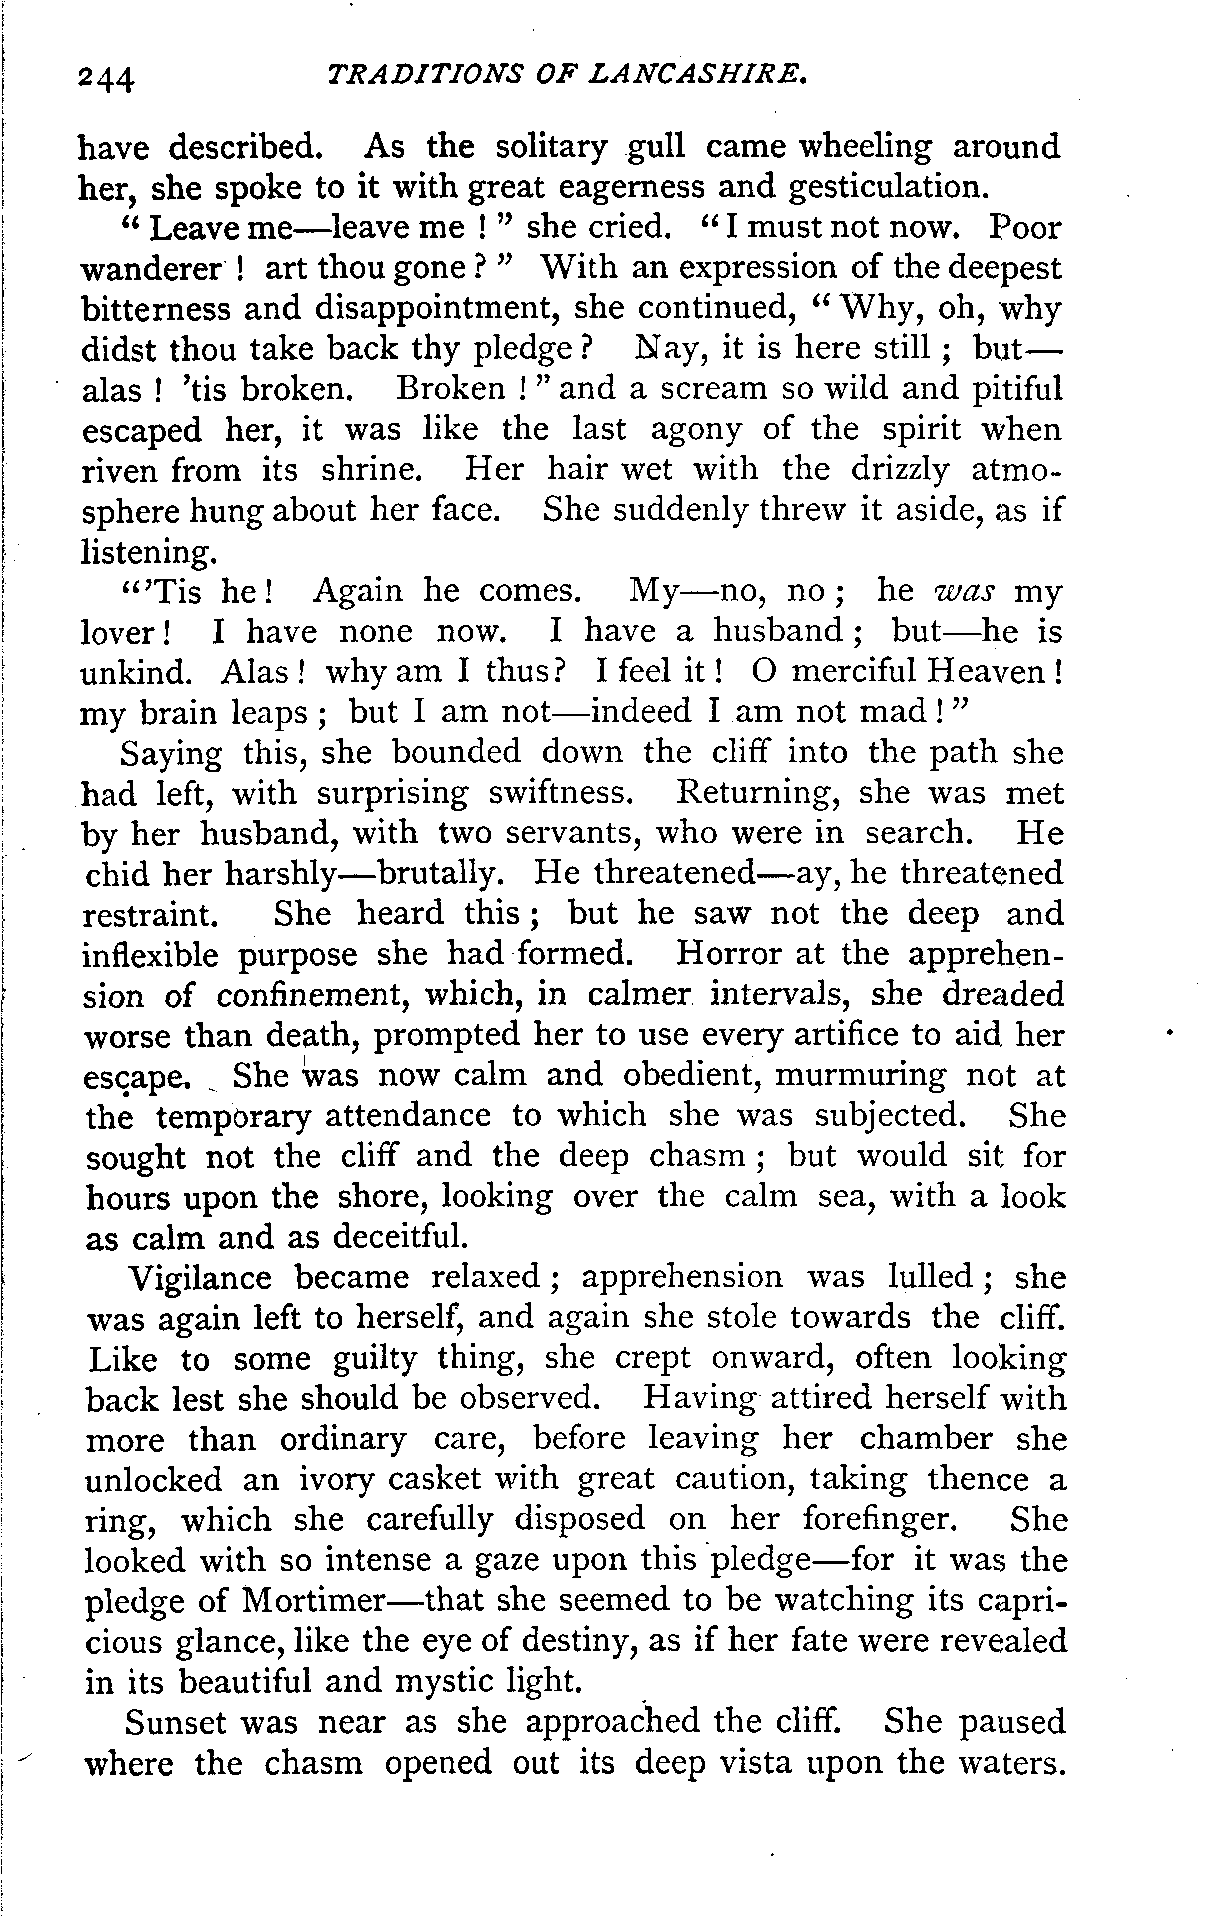 244 TRADITIONS OF LANCASHIRE.
have described. As the solitary gull came wheeling around
her, she spoke to it with great eagerness and gesticulation.
“ Leave me—leave me ! ” she cried. “ I must not now. Poor
wanderer ! art thou gone ? ” With an expression of the deepest
bitterness and disappointment, she continued, “ Why, oh, why
didst thou take back thy pledge ? Nay, it is here still ; but—
alas ! ’tis broken. Broken ! ” and a scream so wild and pitiful
escaped her, it was like the last agony of the spirit when
riven from its shrine. Her hair wet with the drizzly atmo-
sphere hung about her face. She suddenly threw it aside, as if
listening.
“’Tis he ! Again he comes. My—no, no ; he was my
lover ! I have none now. I have a husband ; but—he is
unkind. Alas ! why am I thus ? I feel it ! O merciful Heaven !
my brain leaps ; but I am not—indeed I am not mad ! ”
Saying this, she bounded down the cliff into the path she
had left, with surprising swiftness. Returning, she was met
by her husband, with two servants, who were in search. He
chid her harshly—brutally. He threatened—ay, he threatened
restraint. She heard this ; but he saw not the deep and
inflexible purpose she had formed. Horror at the apprehen-
sion of confinement, which, in calmer intervals, she dreaded
worse than death, prompted her to use every artifice to aid her
escape. She was now calm and obedient, murmuring not at
the temporary attendance to which she was subjected. She
sought not the cliff and the deep chasm ; but would sit for
hours upon the shore, looking over the calm sea, with a look
as calm and as deceitful.
Vigilance became relaxed ; apprehension was lulled ; she
was again left to herself, and again she stole towards the cliff.
Like to some guilty thing, she crept onward, often looking
back lest she should be observed. Having attired herself with
more than ordinary care, before leaving her chamber she
unlocked an ivory casket with great caution, taking thence a
ring, which she carefully disposed on her forefinger. She
looked with so intense a gaze upon this pledge—for it was the
pledge of Mortimer—that she seemed to be watching its capri-
cious glance, like the eye of destiny, as if her fate were revealed
in its beautiful and mystic light.
Sunset was near as she approached the cliff. She paused
where the chasm opened out its deep vista upon the waters.